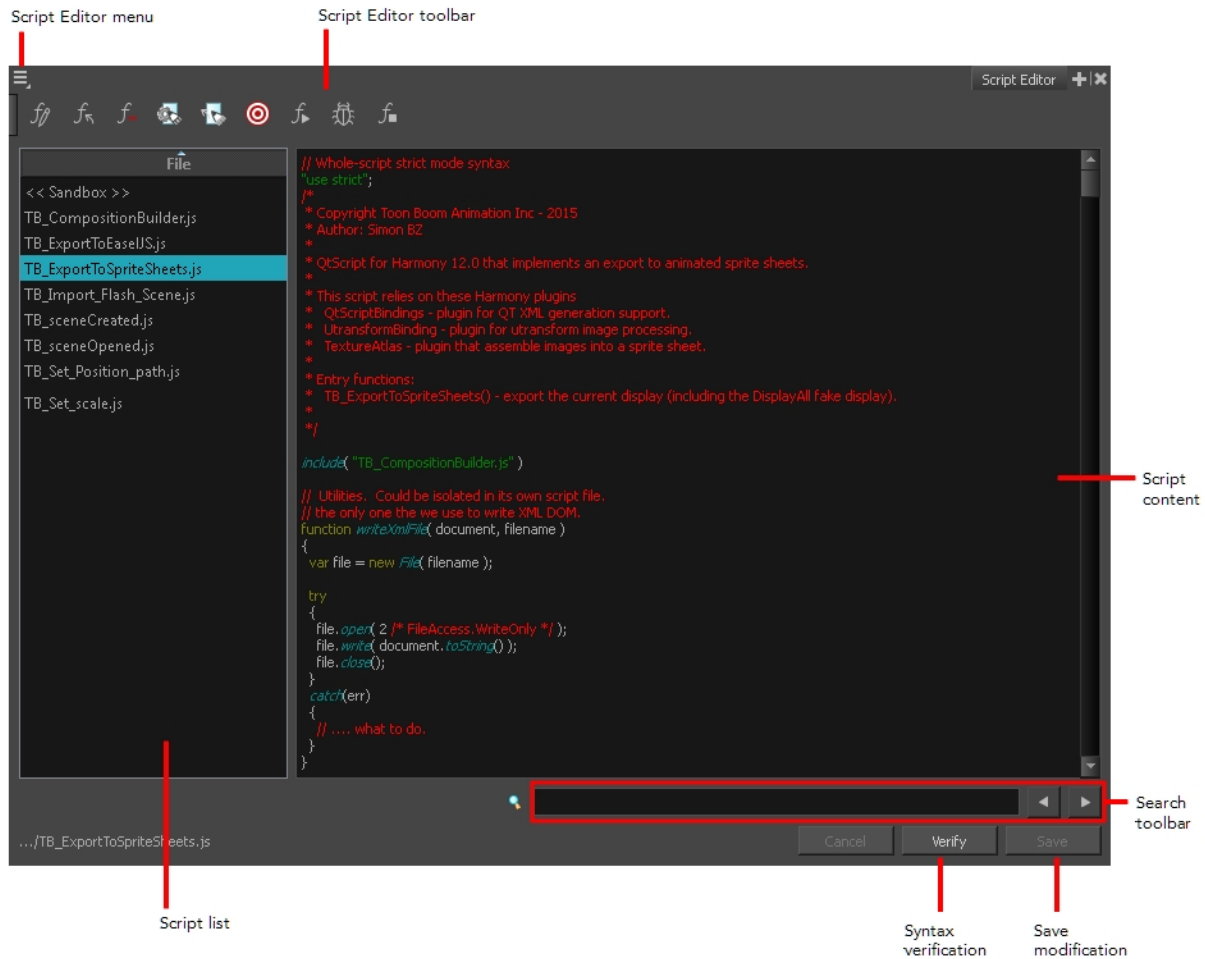 Script Editor menu
Script Editor toolbar
Script Editor
File
<< Sandbox >>
TB_CompositionBuilder.js
TB_ExportToEaselJS.js
TB_ExportToSpriteSheets.js
TB_Import_Flash_Scene.js
TB_sceneCreated.js
TB_sceneOpened.js
TB_Set_Position_path.js
TB_Set_scale.js
// Whole-script strict mode syntax
"use strict";
/*
* Copyright Toon Boom Animation Inc - 2015
* Author: Simon BZ
*
* QtScript for Harmony 12.0 that implements an export to animated sprite sheets.
*
* This script relies on these Harmony plugins
*  QtScriptBindings - plugin for QT XML generation support.
*  UtransformBinding - plugin for utransform image processing.
*  TextureAtlas - plugin that assemble images into a sprite sheet.
*
* Entry functions:
*  TB_ExportToSpriteSheets() - export the current display (including the DisplayAll fake display).
*
*/
include( "TB_CompositionBuilder.js" )
//  Utilities.  Could be isolated in its own script file.
// the only one the we use to write XML DOM.
function writeXmlFile( document, filename )
{
var file = new File( filename );
try
{
file.open( 2 /* FileAccess.WriteOnly */ );
file.write( document.toString() );
file.close();
}
catch(err)
{
// .... what to do.
}
}
Script
content
Search
toolbar
.../TB_ExportToSpriteSheets.js
Cancel
Verify
Save
Script list
Syntax
verification
Save
modification